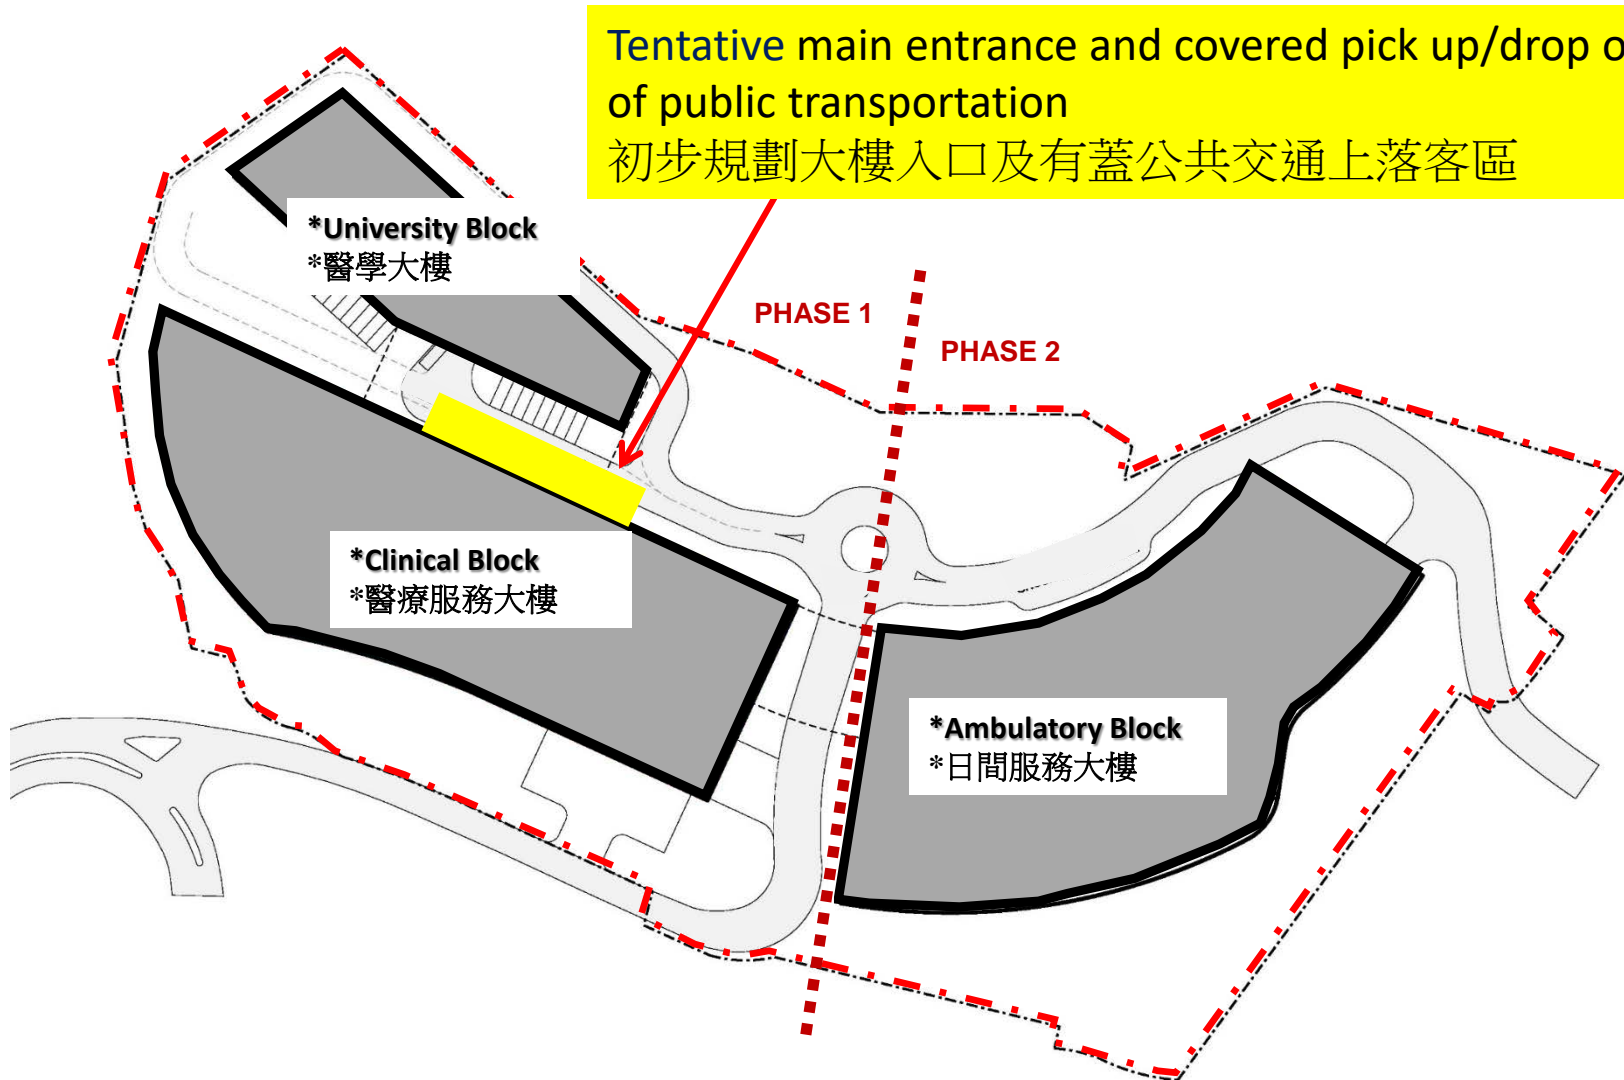 Tentative main entrance and covered pick up/drop o
of public transportation
初步規劃大樓入口及有蓋公共交通上落客區
*University Block
*醫學大樓
PHASE 1
PHASE 2
*Clinical Block
*醫療服務大樓
*Ambulatory Block
*日間服務大樓